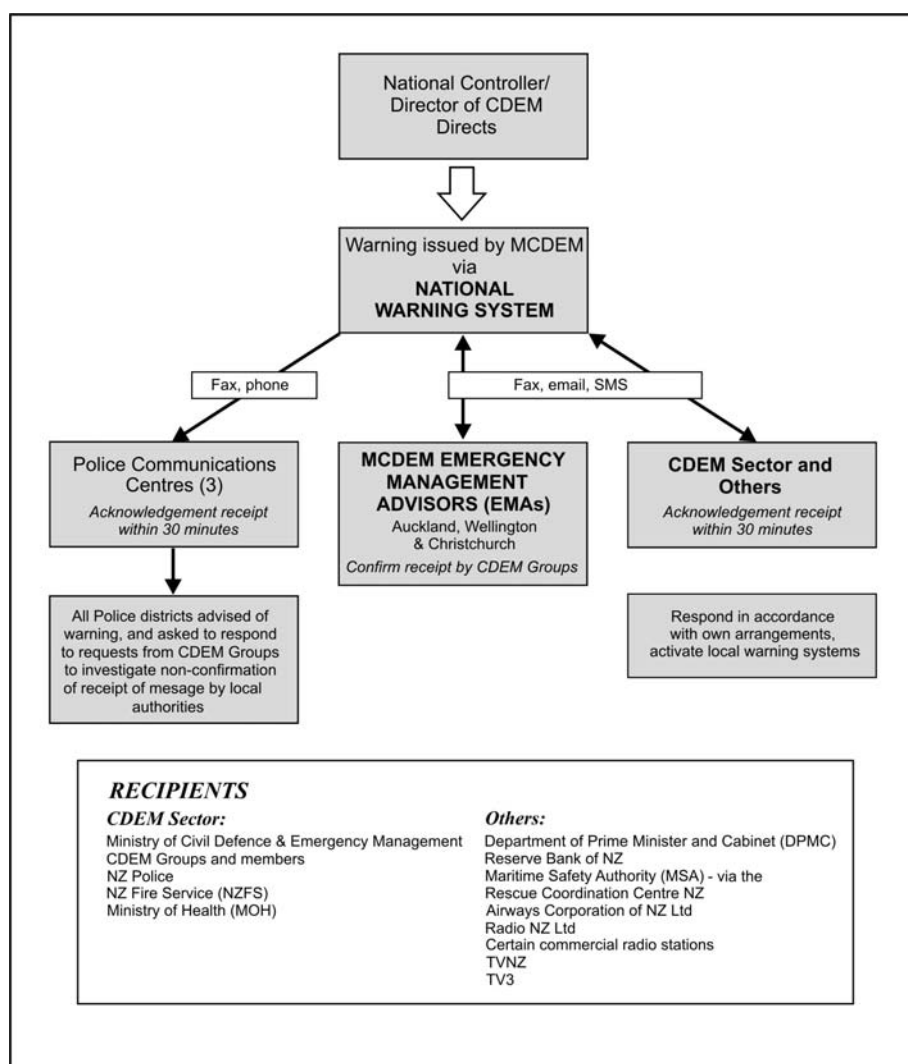 National Controller/
Director of CDEM
Directs
Warning issued by MCDEM
via
NATIONAL
WARNING SYSTEM
Fax, phone
Fax, email, SMS
Police Communications
Centres (3)
Acknowledgement receipt
within 30 minutes
MCDEM EMERGENCY
MANAGEMENT
ADVISORS (EMAs)
Auckland, Wellington
& Christchurch
Confirm receipt by CDEM Groups
CDEM Sector and
Others
Acknowledgement receipt
within 30 minutes
All Police districts advised of
warning, and asked to respond
to requests from CDEM Groups
to investigate non-confirmation
of receipt of mesage by local
authorities
Respond in accordance
with own arrangements,
activate local warning systems
RECIPIENTS
CDEM Sector:
Ministry of Civil Defence & Emergency Management
CDEM Groups and members
NZ Police
NZ Fire Service (NZFS)
Ministry of Health (MOH)
Others:
Department of Prime Minister and Cabinet (DPMC)
Reserve Bank of NZ
Maritime Safety Authority (MSA) - via the
Rescue Coordination Centre NZ
Airways Corporation of NZ Ltd
Radio NZ Ltd
Certain commercial radio stations
TVNZ
TV3